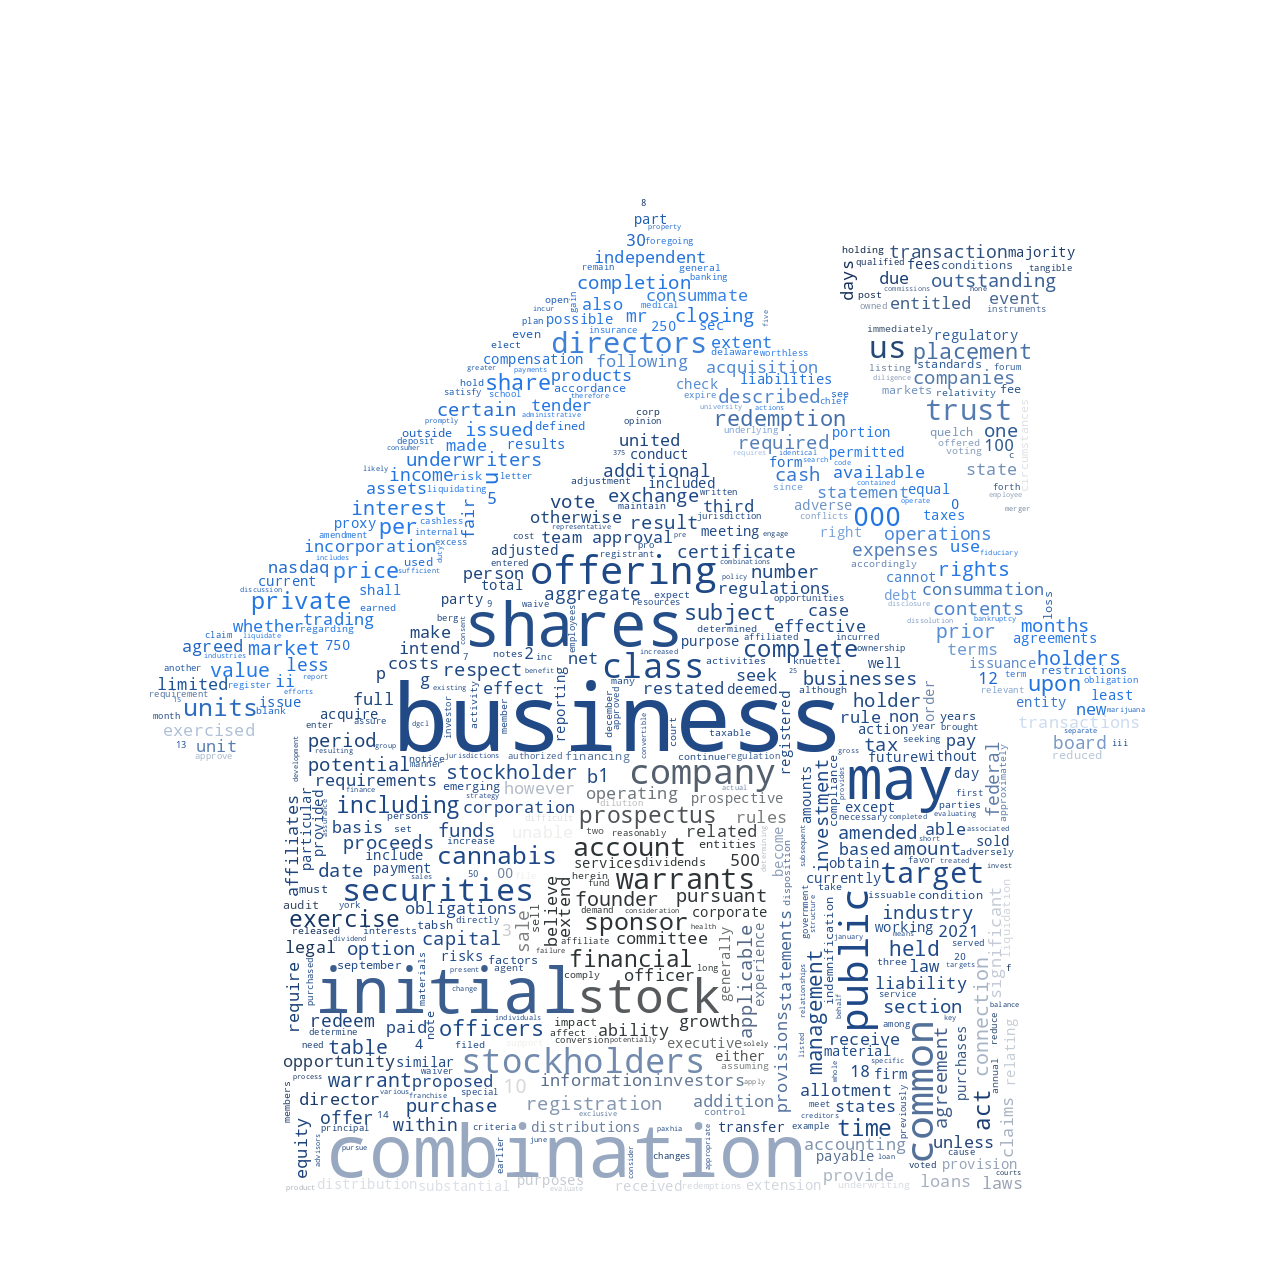 8
part
property
30 foregoing
holding transaction majority
independent
qualified fees conditions
remain general tangible
banking
days due outstanding
completion
commissions none
open gain also medical consummate
post owned entitled event
incur instruments
plan possible mr closing
insurance 250 sec five
even immediately regulatory
directors extent
elect us placement
compensation following delaware worthless
greater payments acquisition listing standards forum
hold share products check liabilities diligence companies
satisfy school accordance expire described see markets relativity fee
therefore chief
certain tender university actions trust circumstances
promptly administrative corp redemption
outside issued defined opinion underlying portion quelch one
deposit made results united required offered 100
consumer 375 conduct requires identical permitted voting c
underwriters form search code
likely income risk letter additional cash available state
assets liquidating u adjustment included since contained forth
5 vote exchange written statement equal employee
interest fair maintain third adverse operate 0 merger
proxy per cashless otherwise result jurisdiction conflicts 000 taxes
amendment internal representative
incorporation excess cost team approval pre meeting engage right operations
includes duty adjusted pro certificate expenses use fiduciary
nasdaq price used entered registrant combinations accordingly
discussion current sufficient person offering policy number cannot rights
total aggregate expect regulations debt consummation
private shall party 9 waive resources opportunities disclosure contents loss
earned berg shares subject case dissolution bankruptcy
whether trading make consent employees determined effective prior months
claim regarding affiliated incurred agreements
agreed liquidate market 750 intend purpose complete ownership terms
industries costs notes 2 inc net increased
another value less p respect benefit class activities knuettel well issuance holders
efforts report g seek term restrictions
limited register ii existing effect many restated deemed businesses 12 upon obligation
requirement 15 although relevant
units issue full investor activity member reporting december approved holder order entity least
month blank acquire dgcl business convertible court registered rule non years new marijuana
exercised assure taxable action year brought transactions
13 unit enter period group tax seeking pay separate
approve resulting notice jurisdictions authorized financing continue regulation gross future without board iii
development potential manner stockholder b1 company may day federal reduced
requirements emerging however actual approximately
finance strategy operating prospective amounts investment compliance provides first
affiliates particular provided including corporation dilution except parties
assurance persons difficult prospectus rules necessary completed evaluating
basis set funds unable two reasonably related become subsequent amended able associated
proceeds increase account entities determining based amount short sold adversely
include cannabis services dividends 500 obtain favor treated
date payment 50 00 herein disposition currently target invest
must sales securities fund warrants take
audit york believe extend founder pursuant government structure issuable condition
exercise obligations sell demand consideration corporate public industry significant liquidation
released interests tabsh directly sale sponsor health indemnification january working 2021
dividend 3 affiliate committee generally applicable experience means served
legal option capital failure held
risks factors financial long statements three law 20
september present agent comply officer management relationships targets f
require purchased materials change initial stock liability connection
individuals service balance
redeem note impact growth behalf section
determine paid officers affect ability among key reduce
need table 4 filed conversion potentially executive solely provisions listed receive
support either material
opportunity similar stockholders assuming whole specific agreement purchases annual relating
process waiver 18 firm
members warrant proposed special 10 information investors apply allotment
various franchise creditors
director purchase registration addition meet states previously common act claims
offer 14 exclusive control
equity principal within criteria distributions paxhia transfer example time
advisors june unless
pursue earlier combination consider changes appropriate accounting
payable loan cause
voted provision courts
product distribution substantial purposes evaluate received redemptions extension underwriting provide loans laws